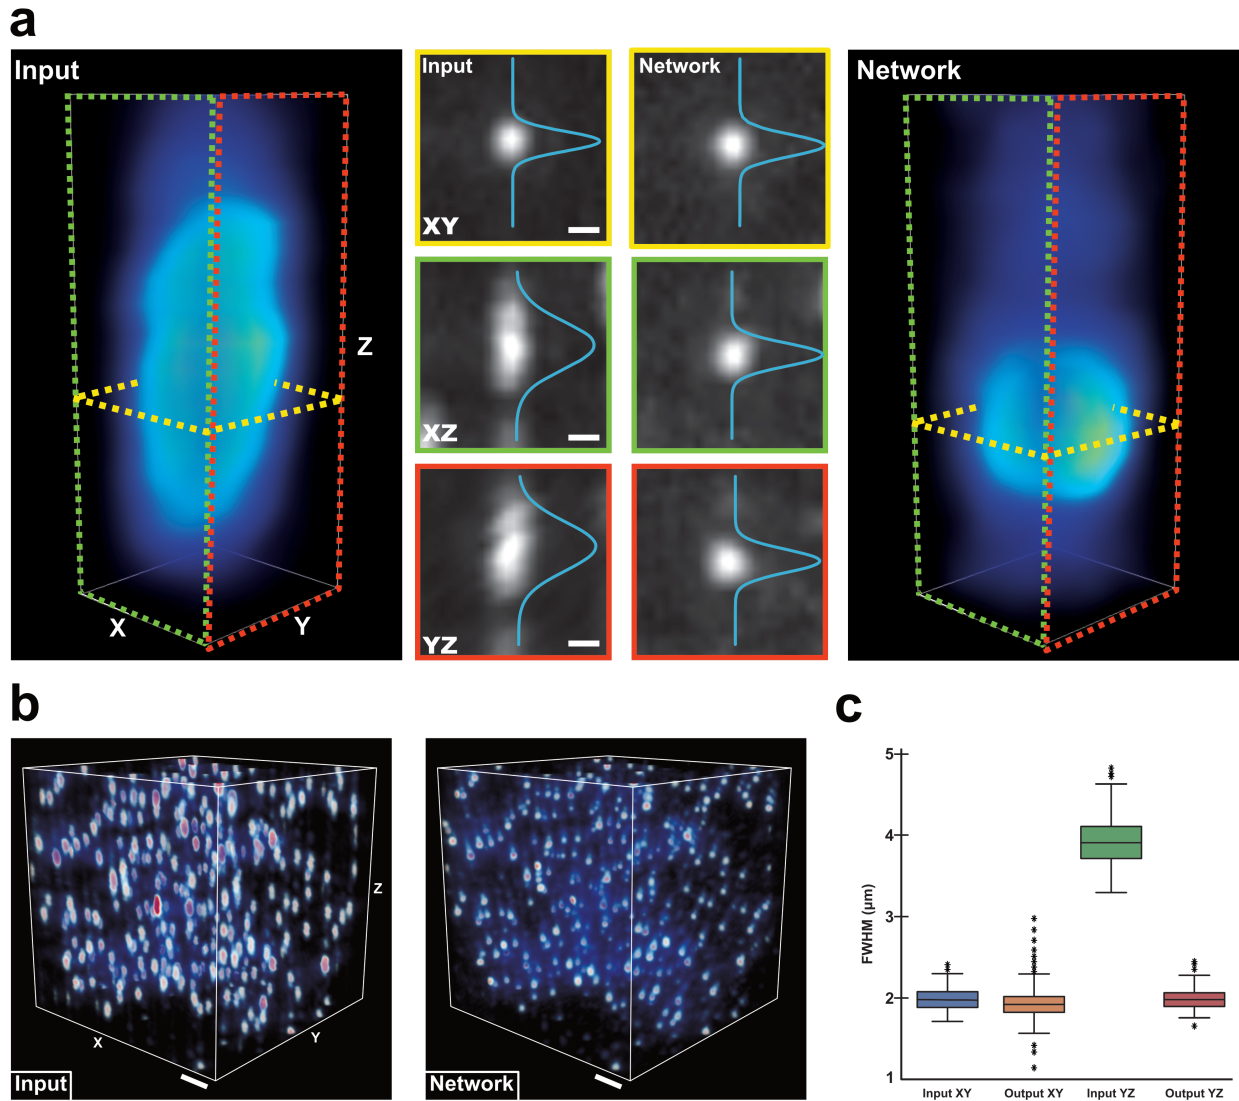 a
Input
Input
Network
Network
XY
Z
XZ
X
Y
YZ
b
c
Z
X
Y
Input
Network
5
4
3
2
1
FWHM (µm)
Input XY
Output XY
Input YZ
Output YZ